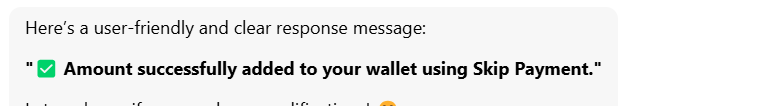 Here's a user-friendly and clear response message:
"✅ Amount successfully added to your wallet using Skip Payment."